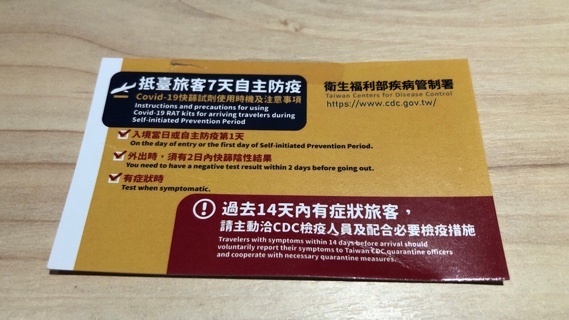 抵臺旅客7天自主防疫
Covid-19快篩試劑使用時機及注意事項
Instructions and precautions for using
Covid-19 RAT kits for arriving travelers during
Self-initiated Prevention Period
衛生福利部疾病管制署
Taiwan Centers for Disease Control
https://www.cdc.gov.tw/
入境當日或自主防疫第1天
On the day of entry or the first day of Self-initiated Prevention Period.
外出時，須有2日內快篩陰性結果
You need to have a negative test result within 2 days before going out.
有症狀時
Test when symptomatic.
過去14天內有症狀旅客，
請主動洽CDC檢疫人員及配合必要檢疫措施
Travelers with symptoms within 14 days before arrival should
voluntarily report their symptoms to Taiwan CDC quarantine officers
and cooperate with necessary quarantine measures.